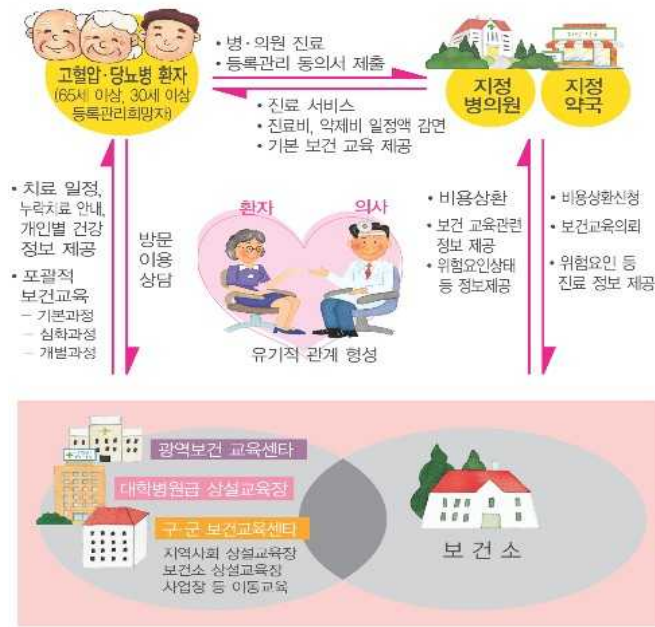 고혈압·당뇨병 환자
(65세 이상, 30세 이상
등록관리희망자)
• 병·의원 진료
• 등록관리 동의서 제출
• 진료 서비스
• 진료비, 약제비 일정액 감면
• 기본 보건 교육 제공
지정
병의원
지정
약국
• 치료 일정,
누락치료 안내,
개인별 건강
정보 제공
• 포괄적
보건교육
– 기본과정
– 심화과정
– 개별과정
방문
이용
상담
환자
의사
유기적 관계 형성
• 비용상환
• 보건 교육관련
정보 제공
• 위험요인상태
등 정보제공
• 비용상환신청
• 보건교육의뢰
• 위험요인 등
진료 정보 제공
광역보건 교육센타
대학병원급 상설교육장
구·군 보건교육센타
지역사회 상설교육장
보건소 상설교육장
사업장 등 이동교육
보건소